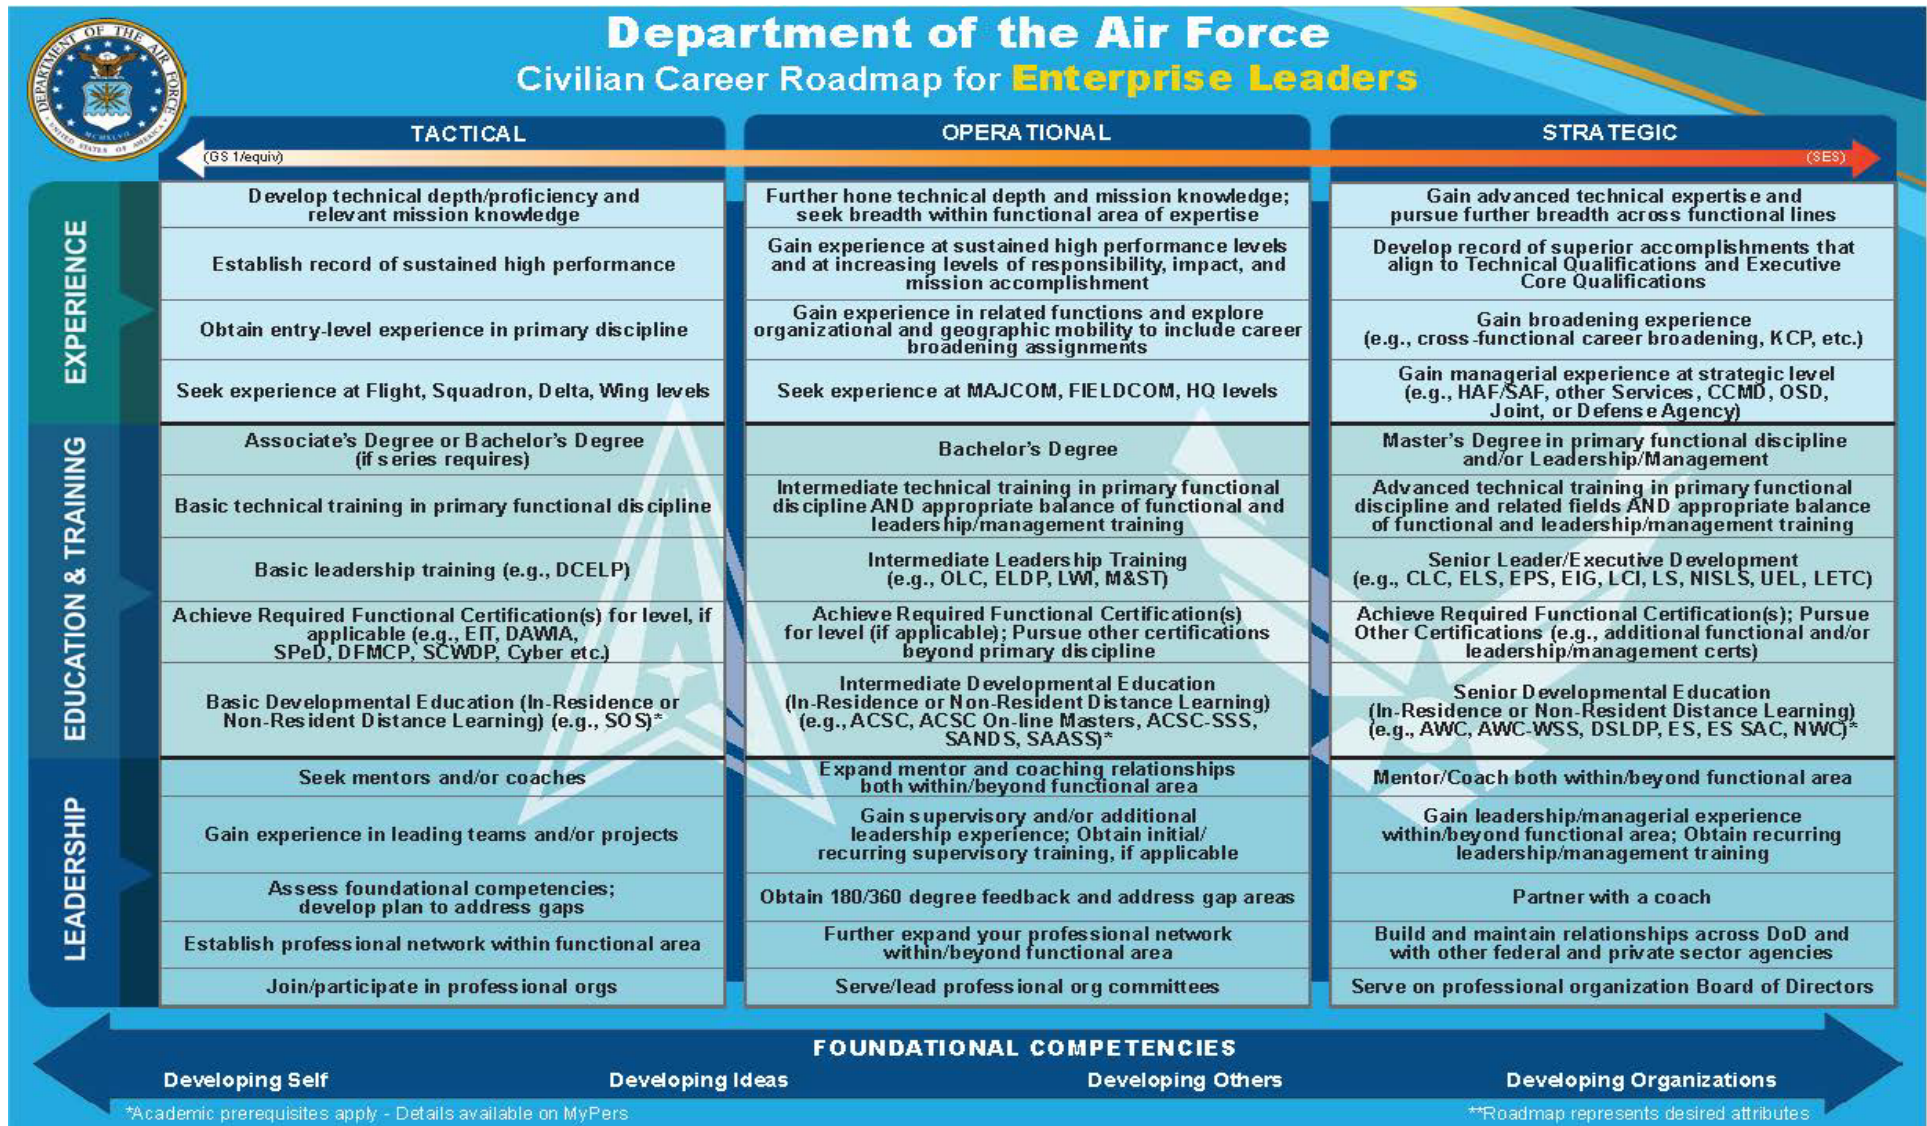 Department of the Air Force
Civilian Career Roadmap for Enterprise Leaders
DEPARTMENT OF THE AIR FORCE
UNITED STATES OF AMERICA
MCMXLVII
TACTICAL
OPERATIONAL
STRATEGIC
(GS 1/equiv)
(SES)
EXPERIENCE
Develop technical depth/proficiency and
relevant mission knowledge
Further hone technical depth and mission knowledge;
seek breadth within functional area of expertise
Gain advanced technical expertise and
pursue further breadth across functional lines
Establish record of sustained high performance
Gain experience at sustained high performance levels
and at increasing levels of responsibility, impact, and
mission accomplishment
Develop record of superior accomplishments that
align to Technical Qualifications and Executive
Core Qualifications
Obtain entry-level experience in primary discipline
Gain experience in related functions and explore
organizational and geographic mobility to include career
broadening assignments
Gain broadening experience
(e.g., cross-functional career broadening, KCP, etc.)
Seek experience at Flight, Squadron, Delta, Wing levels
Seek experience at MAJCOM, FIELDCOM, HQ levels
Gain managerial experience at strategic level
(e.g., HAF/SAF, other Services, CCMD, OSD,
Joint, or Defense Agency)
EDUCATION & TRAINING
Associate's Degree or Bachelor's Degree
(if series requires)
Bachelor's Degree
Master's Degree in primary functional discipline
and/or Leadership/Management
Basic technical training in primary functional discipline
Intermediate technical training in primary functional
discipline AND appropriate balance of functional and
leadership/management training
Advanced technical training in primary functional
discipline and related fields AND appropriate balance
of functional and leadership/management training
Basic leadership training (e.g., DCELP)
Intermediate Leadership Training
(e.g., OLC, ELDP, LWI, M&ST)
Senior Leader/Executive Development
(e.g., CLC, ELS, EPS, EIG, LCI, LS, NISLS, UEL, LETC)
Achieve Required Functional Certification(s) for level, if
applicable (e.g., EIT, DAWIA,
SPeD, DFMCP, SCWDP, Cyber etc.)
Achieve Required Functional Certification(s)
for level (if applicable); Pursue other certifications
beyond primary discipline
Achieve Required Functional Certification(s); Pursue
Other Certifications (e.g., additional functional and/or
leadership/management certs)
Basic Developmental Education (In-Residence or
Non-Resident Distance Learning) (e.g., SOS)*
Intermediate Developmental Education
(In-Residence or Non-Resident Distance Learning)
(e.g., ACSC, ACSC On-line Masters, ACSC-SSS,
SANDS, SAASS)*
Senior Developmental Education
(In-Residence or Non-Resident Distance Learning)
(e.g., AWC, AWC-WSS, DSLDP, ES, ES SAC, NWC)*
LEADERSHIP
Seek mentors and/or coaches
Expand mentor and coaching relationships
both within/beyond functional area
Mentor/Coach both within/beyond functional area
Gain experience in leading teams and/or projects
Gain supervisory and/or additional
leadership experience; Obtain initial/
recurring supervisory training, if applicable
Gain leadership/managerial experience
within/beyond functional area; Obtain recurring
leadership/management training
Assess foundational competencies;
develop plan to address gaps
Obtain 180/360 degree feedback and address gap areas
Partner with a coach
Establish professional network within functional area
Further expand your professional network
within/beyond functional area
Build and maintain relationships across DoD and
with other federal and private sector agencies
Join/participate in professional orgs
Serve/lead professional org committees
Serve on professional organization Board of Directors
FOUNDATIONAL COMPETENCIES
Developing Self
Developing Ideas
Developing Others
Developing Organizations
*Academic prerequisites apply - Details available on MyPers
**Roadmap represents desired attributes